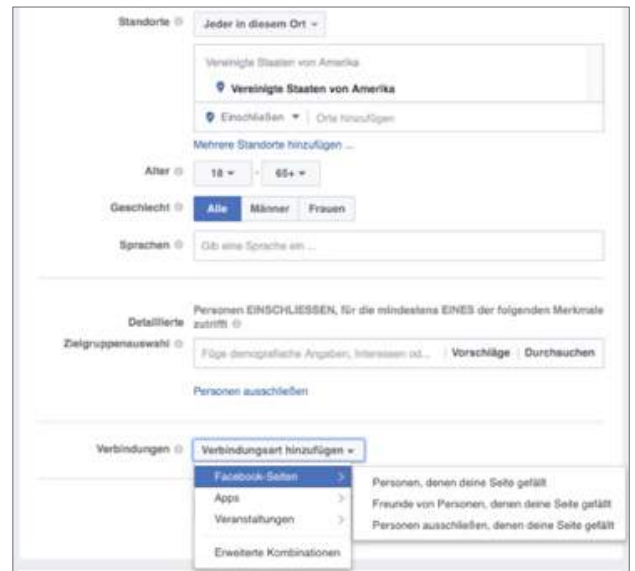 Standorte Jeder in diesem Ort
Vereinigte Staaten von Amerika
Vereinigte Staaten von Amerika
Einschließen Orte hinzufügen
Mehrere Standorte hinzufügen ...
Alter 18 - 65+
Geschlecht Alle Männer Frauen
Sprachen Gib eine Sprache ein ...
Personen EINSCHLIESSEN, für die mindestens EINES der folgenden Merkmale
Detaillierte zutrifft
Zielgruppenauswahl Füge demografische Angaben, Interessen od... Vorschläge Durchsuchen
Personen ausschließen
Verbindungen Verbindungsart hinzufügen
Facebook-Seiten Personen, denen deine Seite gefällt
Apps Freunde von Personen, denen deine Seite gefällt
Veranstaltungen Personen ausschließen, denen deine Seite gefällt
Erweiterte Kombinationen